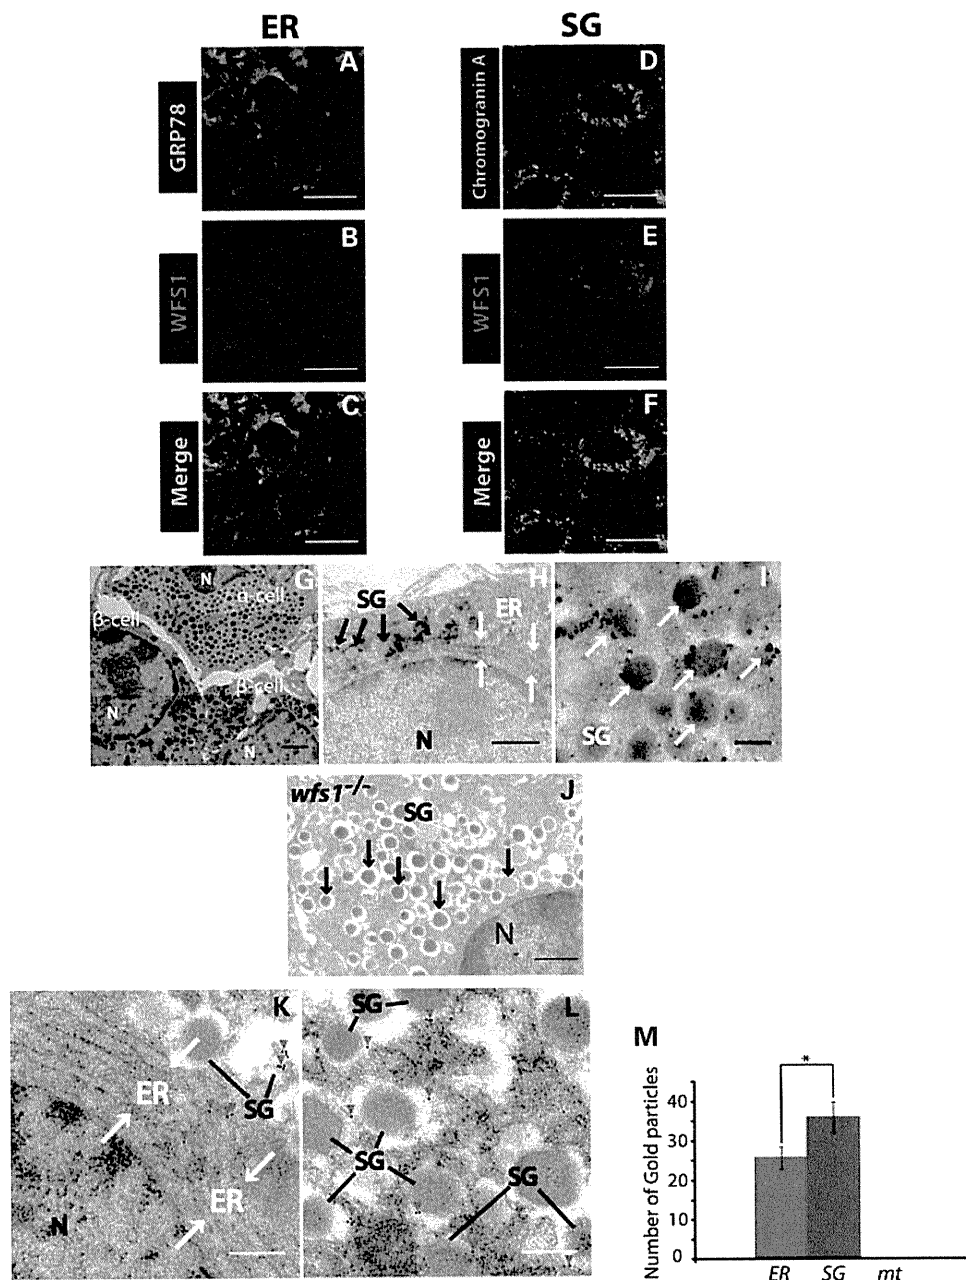 ER
SG
A
GRP78
D
Chromogranin A
B
WFS1
E
WFS1
C
Merge
F
Merge
N
G
α-cell
β-cell
β-cell
N
N
SG
H
ER
N
I
SG
wfs1-/-
J
SG
N
K
ER
SG
ER
N
SG
L
SG
SG
M
*
Number of Gold particles
40
30
20
10
0
ER SG mt